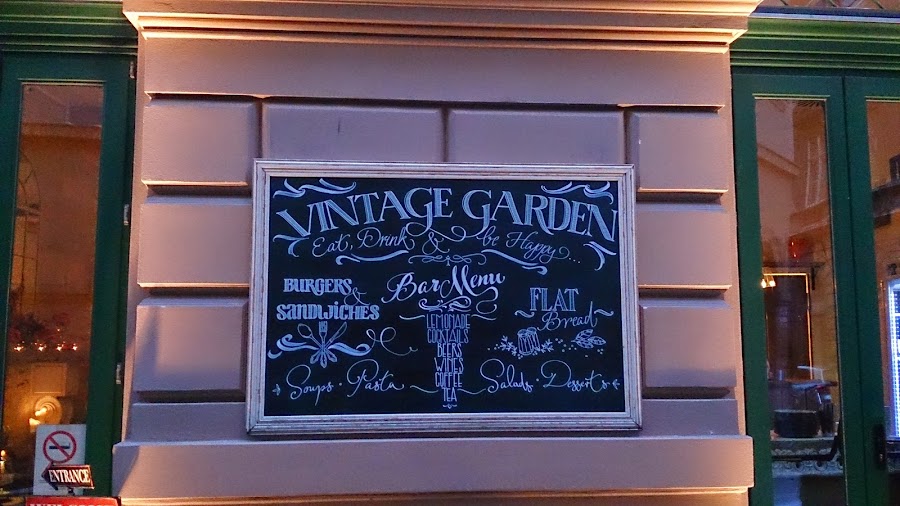 VINTAGE GARDEN
Eat, Drink & be Happy...
BURGERS
&
SANDWICHES
Bar Menu
LEMONADE
COCKTAILS
BEERS
WINES
COFFEE
TEA
FLAT
Bread
Soups · Pasta
Salads · Desserts
ENTRANCE